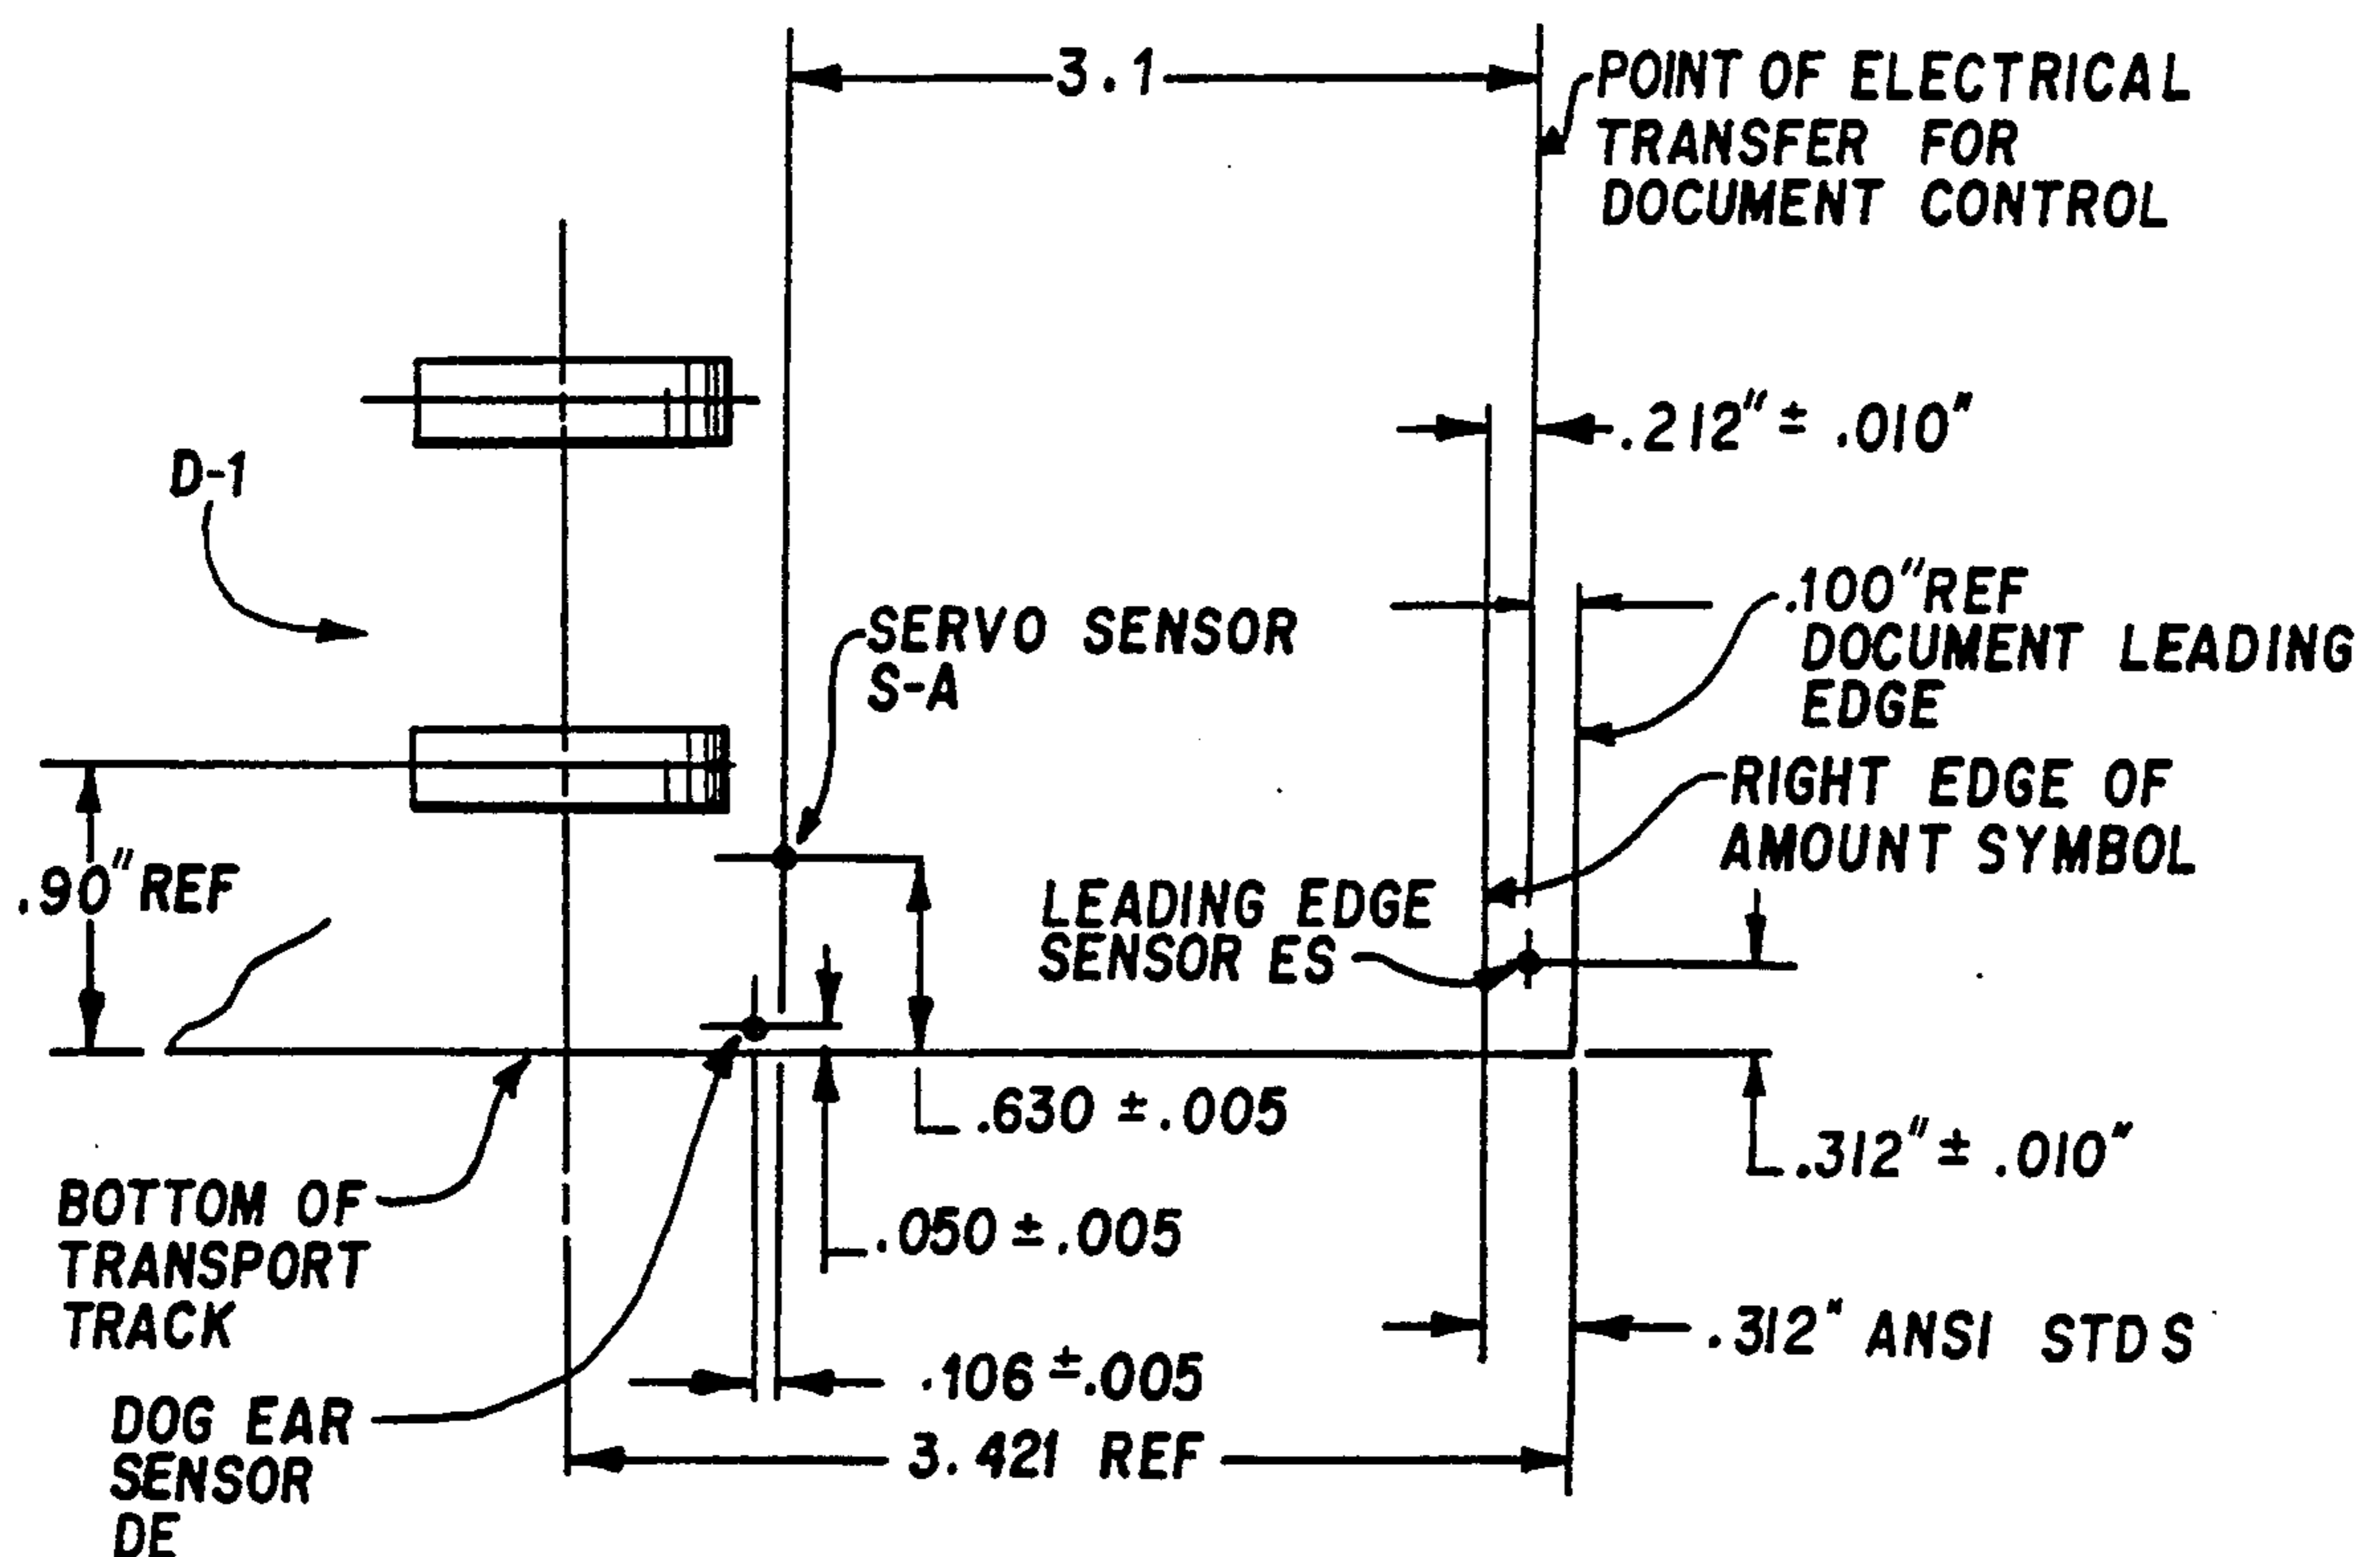 3.1
POINT OF ELECTRICAL
TRANSFER FOR
DOCUMENT CONTROL
.212" ± .010"
D-1
.100" REF
DOCUMENT LEADING
EDGE
SERVO SENSOR
S-A
RIGHT EDGE OF
AMOUNT SYMBOL
.90" REF
LEADING EDGE
SENSOR ES
.630 ± .005
.312" ± .010"
BOTTOM OF
TRANSPORT
TRACK
.050 ± .005
.312" ANSI STDS
.106 ± .005
DOG EAR
SENSOR
DE
3.421 REF